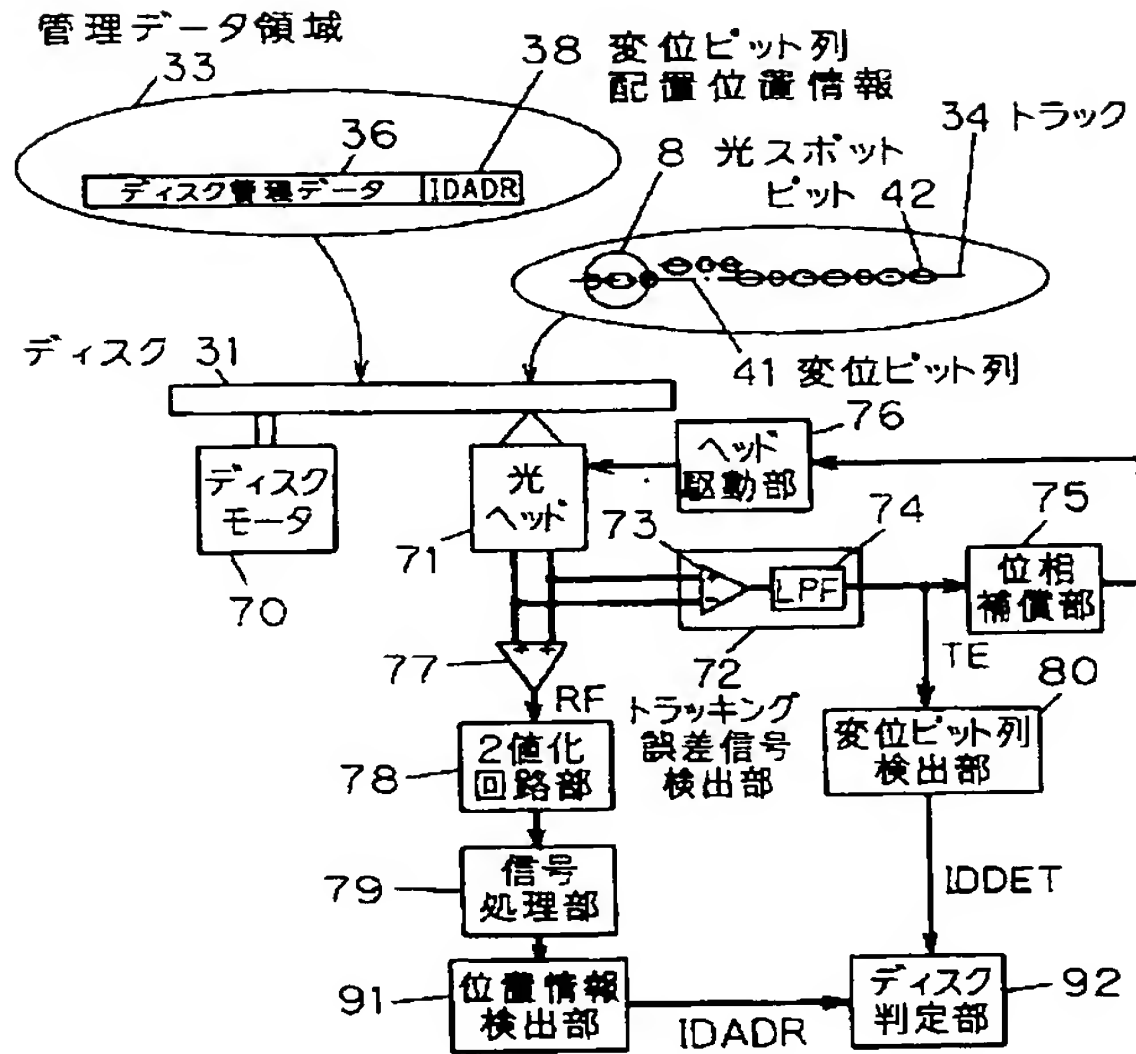 管理データ領域
33
38 変位ピット列
配置位置情報
36
ディスク管理データ
IDADR
34 トラック
8 光スポット
ピット 42
41 変位ピット列
ディスク 31
ディスク
モータ
70
光
ヘッド
71
ヘッド
駆動部
76
73
74
LPF
72
トラッキング
誤差信号
検出部
75
位相
補償部
TE
77
RF
78
2値化
回路部
80
変位ピット列
検出部
79
信号
処理部
IDDET
91
位置情報
検出部
IDADR
ディスク
判定部
92